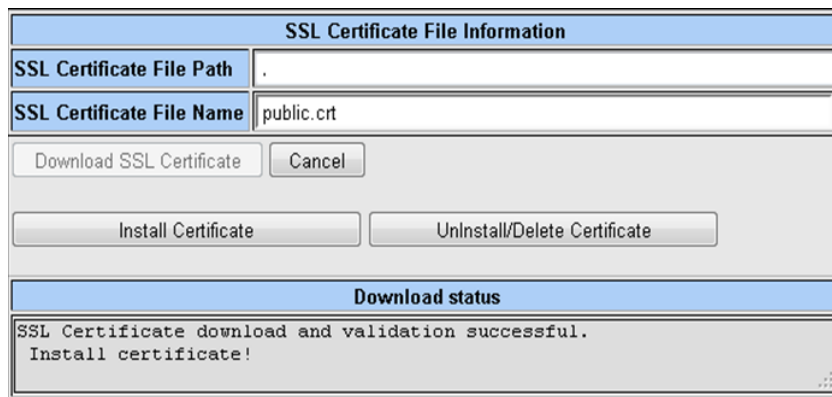 SSL Certificate File Information
SSL Certificate File Path .
SSL Certificate File Name public.crt
Download SSL Certificate Cancel
Install Certificate UnInstall/Delete Certificate
Download status
SSL Certificate download and validation successful.
Install certificate!